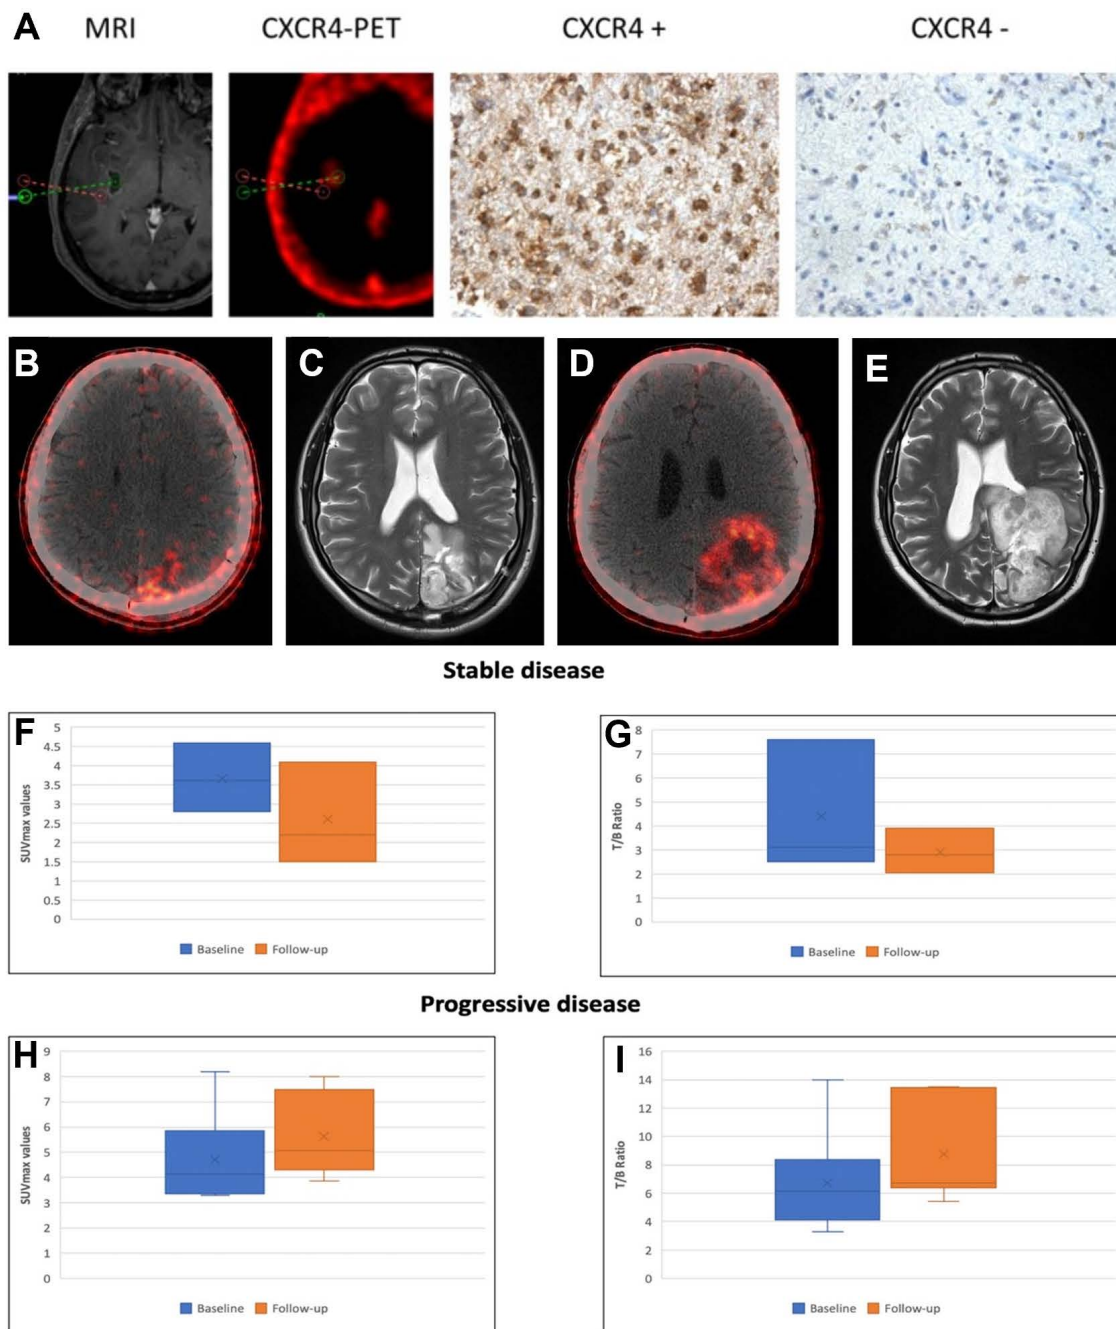 A MRI CXCR4-PET CXCR4 + CXCR4 -
B C D E
Stable disease
F
5
4.5
4
3.5
3
2.5
2
1.5
1
0.5
0
SUVmax values
Baseline Follow-up
G
8
7
6
5
4
3
2
1
0
T/B Ratio
Baseline Follow-up
Progressive disease
H
9
8
7
6
5
4
3
2
1
0
SUVmax values
Baseline Follow-up
I
16
14
12
10
8
6
4
2
0
T/B Ratio
Baseline Follow-up